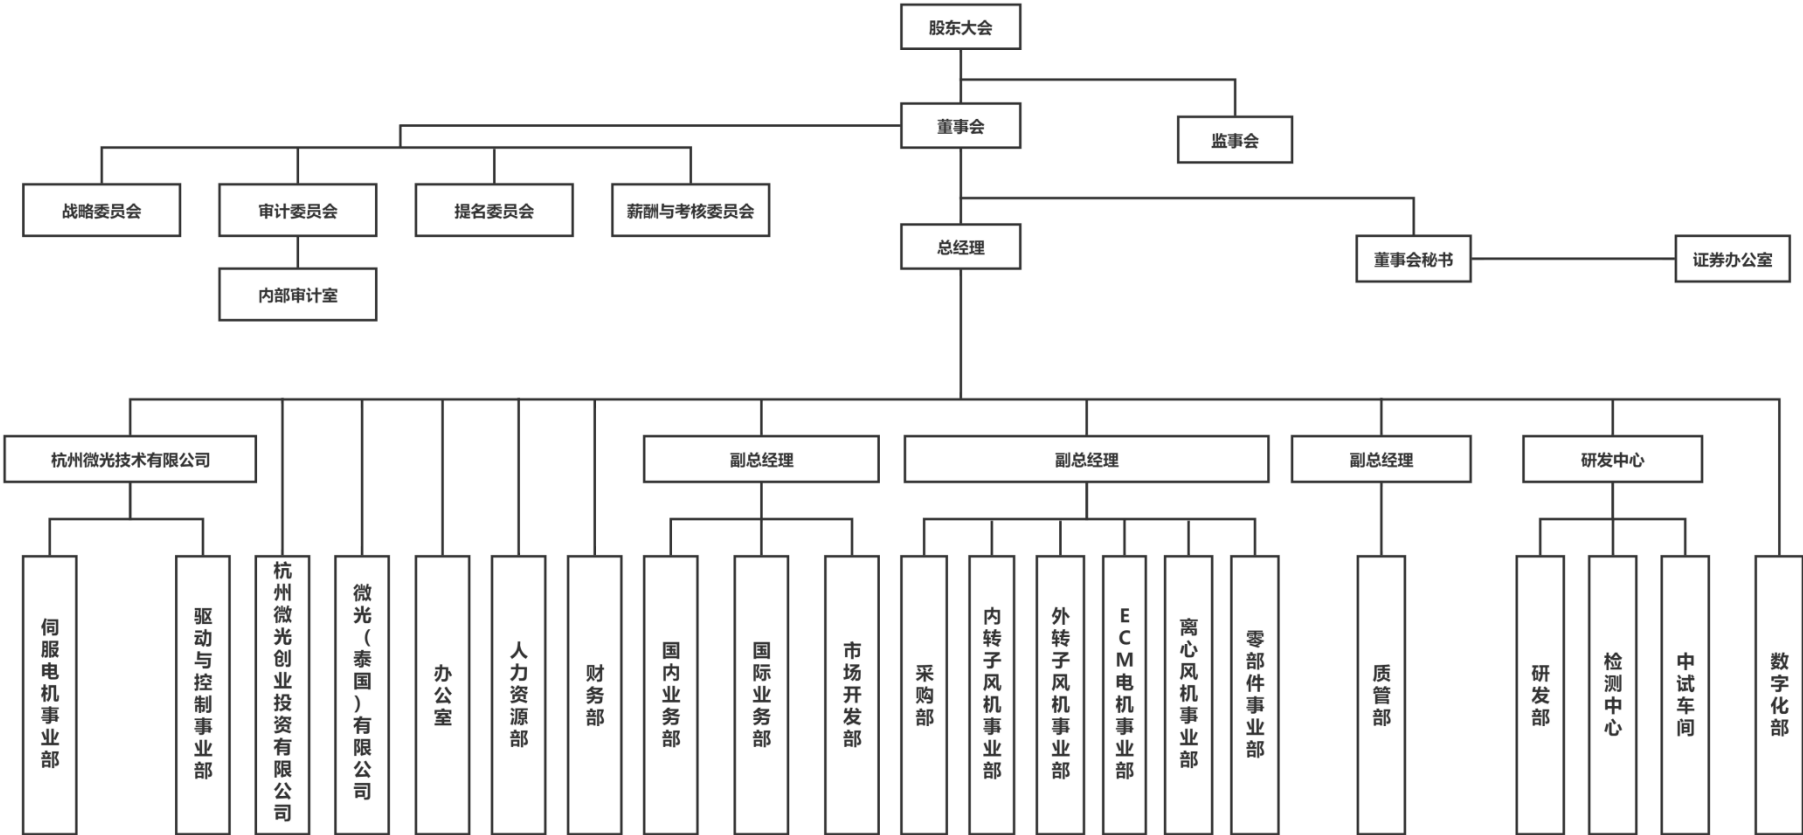 股东大会
董事会
监事会
战略委员会
审计委员会
提名委员会
薪酬与考核委员会
总经理
董事会秘书
证券办公室
内部审计室
杭州微光技术有限公司
副总经理
副总经理
副总经理
研发中心
伺服电机事业部
驱动与控制事业部
杭州微光创业投资有限公司
微光（泰国）有限公司
办公室
人力资源部
财务部
国内业务部
国际业务部
市场开发部
采购部
内转子风机事业部
外转子风机事业部
ECM电机事业部
离心风机事业部
零部件事业部
质管部
研发部
检测中心
中试车间
数字化部